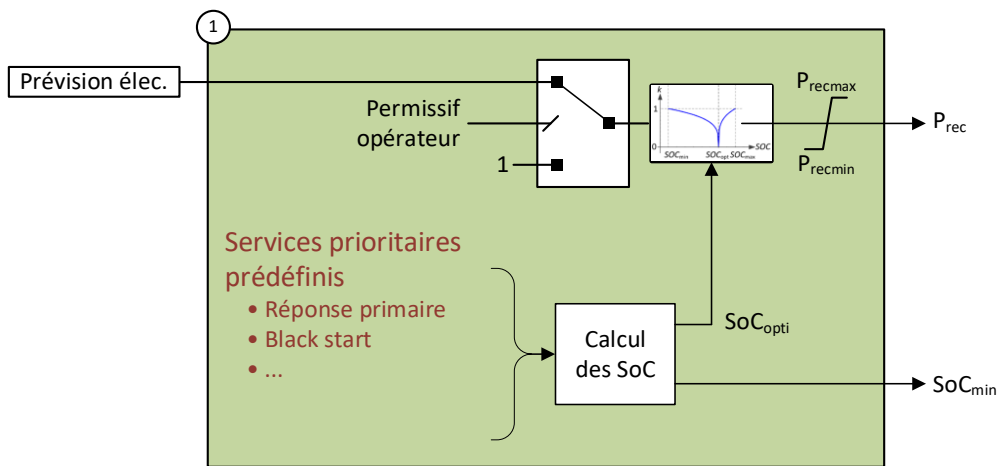 1
Prévision élec.
Permissif
opérateur
1
k
1
0
SOCmin
SOCopt
SOCmax
SOC
Precmax
Precmin
Prec
Services prioritaires
prédéfinis
• Réponse primaire
• Black start
• ...
Calcul
des SoC
SoCopti
SoCmin